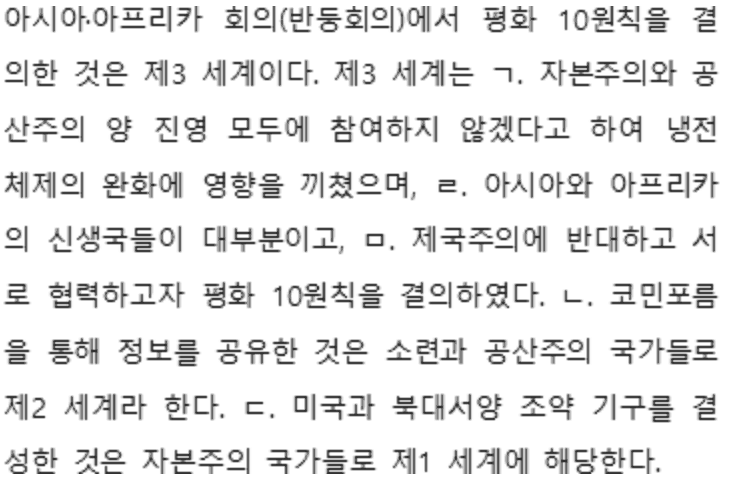 아시아·아프리카 회의(반둥회의)에서 평화 10원칙을 결
의한 것은 제3 세계이다. 제3 세계는 ㄱ. 자본주의와 공
산주의 양 진영 모두에 참여하지 않겠다고 하여 냉전
체제의 완화에 영향을 끼쳤으며, ㄹ. 아시아와 아프리카
의 신생국들이 대부분이고, ㅁ. 제국주의에 반대하고 서
로 협력하고자 평화 10원칙을 결의하였다. ㄴ. 코민포름
을 통해 정보를 공유한 것은 소련과 공산주의 국가들로
제2 세계라 한다. ㄷ. 미국과 북대서양 조약 기구를 결
성한 것은 자본주의 국가들로 제1 세계에 해당한다.